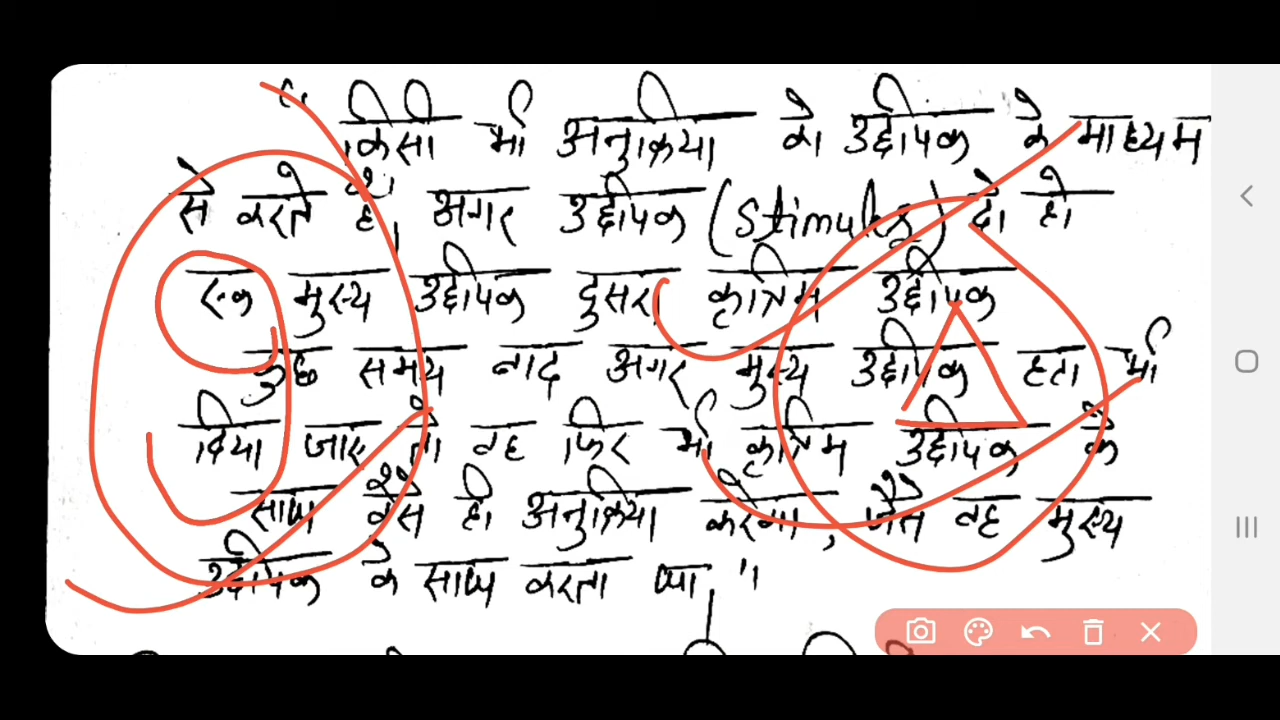 " किसी भी अनुक्रिया को उद्दीपक के माध्यम
से करते हैं, अगर उद्दीपक (Stimules) दो हो
एक मुख्य उद्दीपक दुसरा कृत्रिम उद्दीपक
कुछ समय बाद अगर मुख्य उद्दीपक हटा भी
दिया जाए तो वह फिर भी कृत्रिम उद्दीपक के
साथ वैसे ही अनुक्रिया करेगा, जैसे वह मुख्य
उद्दीपक के साथ करता था "।